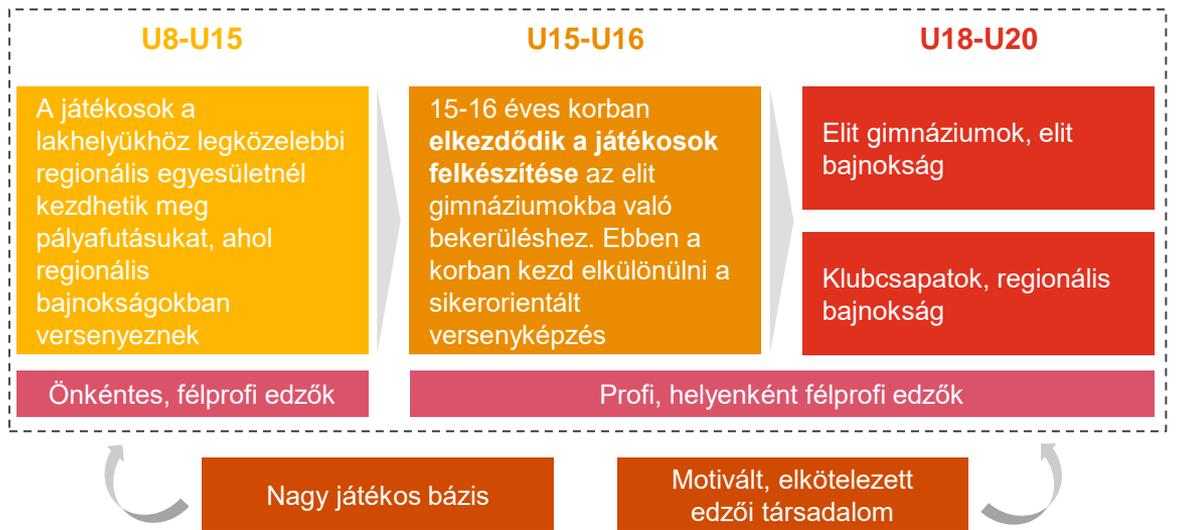 U8-U15
A játékosok a
lakhelyükhöz legközelebbi
regionális egyesületnél
kezdhetik meg
pályafutásukat, ahol
regionális
bajnokságokban
versenyeznek
Önkéntes, félprofi edzők
U15-U16
15-16 éves korban
elkezdődik a játékosok
felkészítése az elit
gimnáziumokba való
bekerüléshez. Ebben a
korban kezd elkülönülni a
sikerorientált
versenyképzés
U18-U20
Elit gimnáziumok, elit
bajnokság
Klubcsapatok, regionális
bajnokság
Profi, helyenként félprofi edzők
Nagy játékos bázis
Motivált, elkötelezett
edzői társadalom